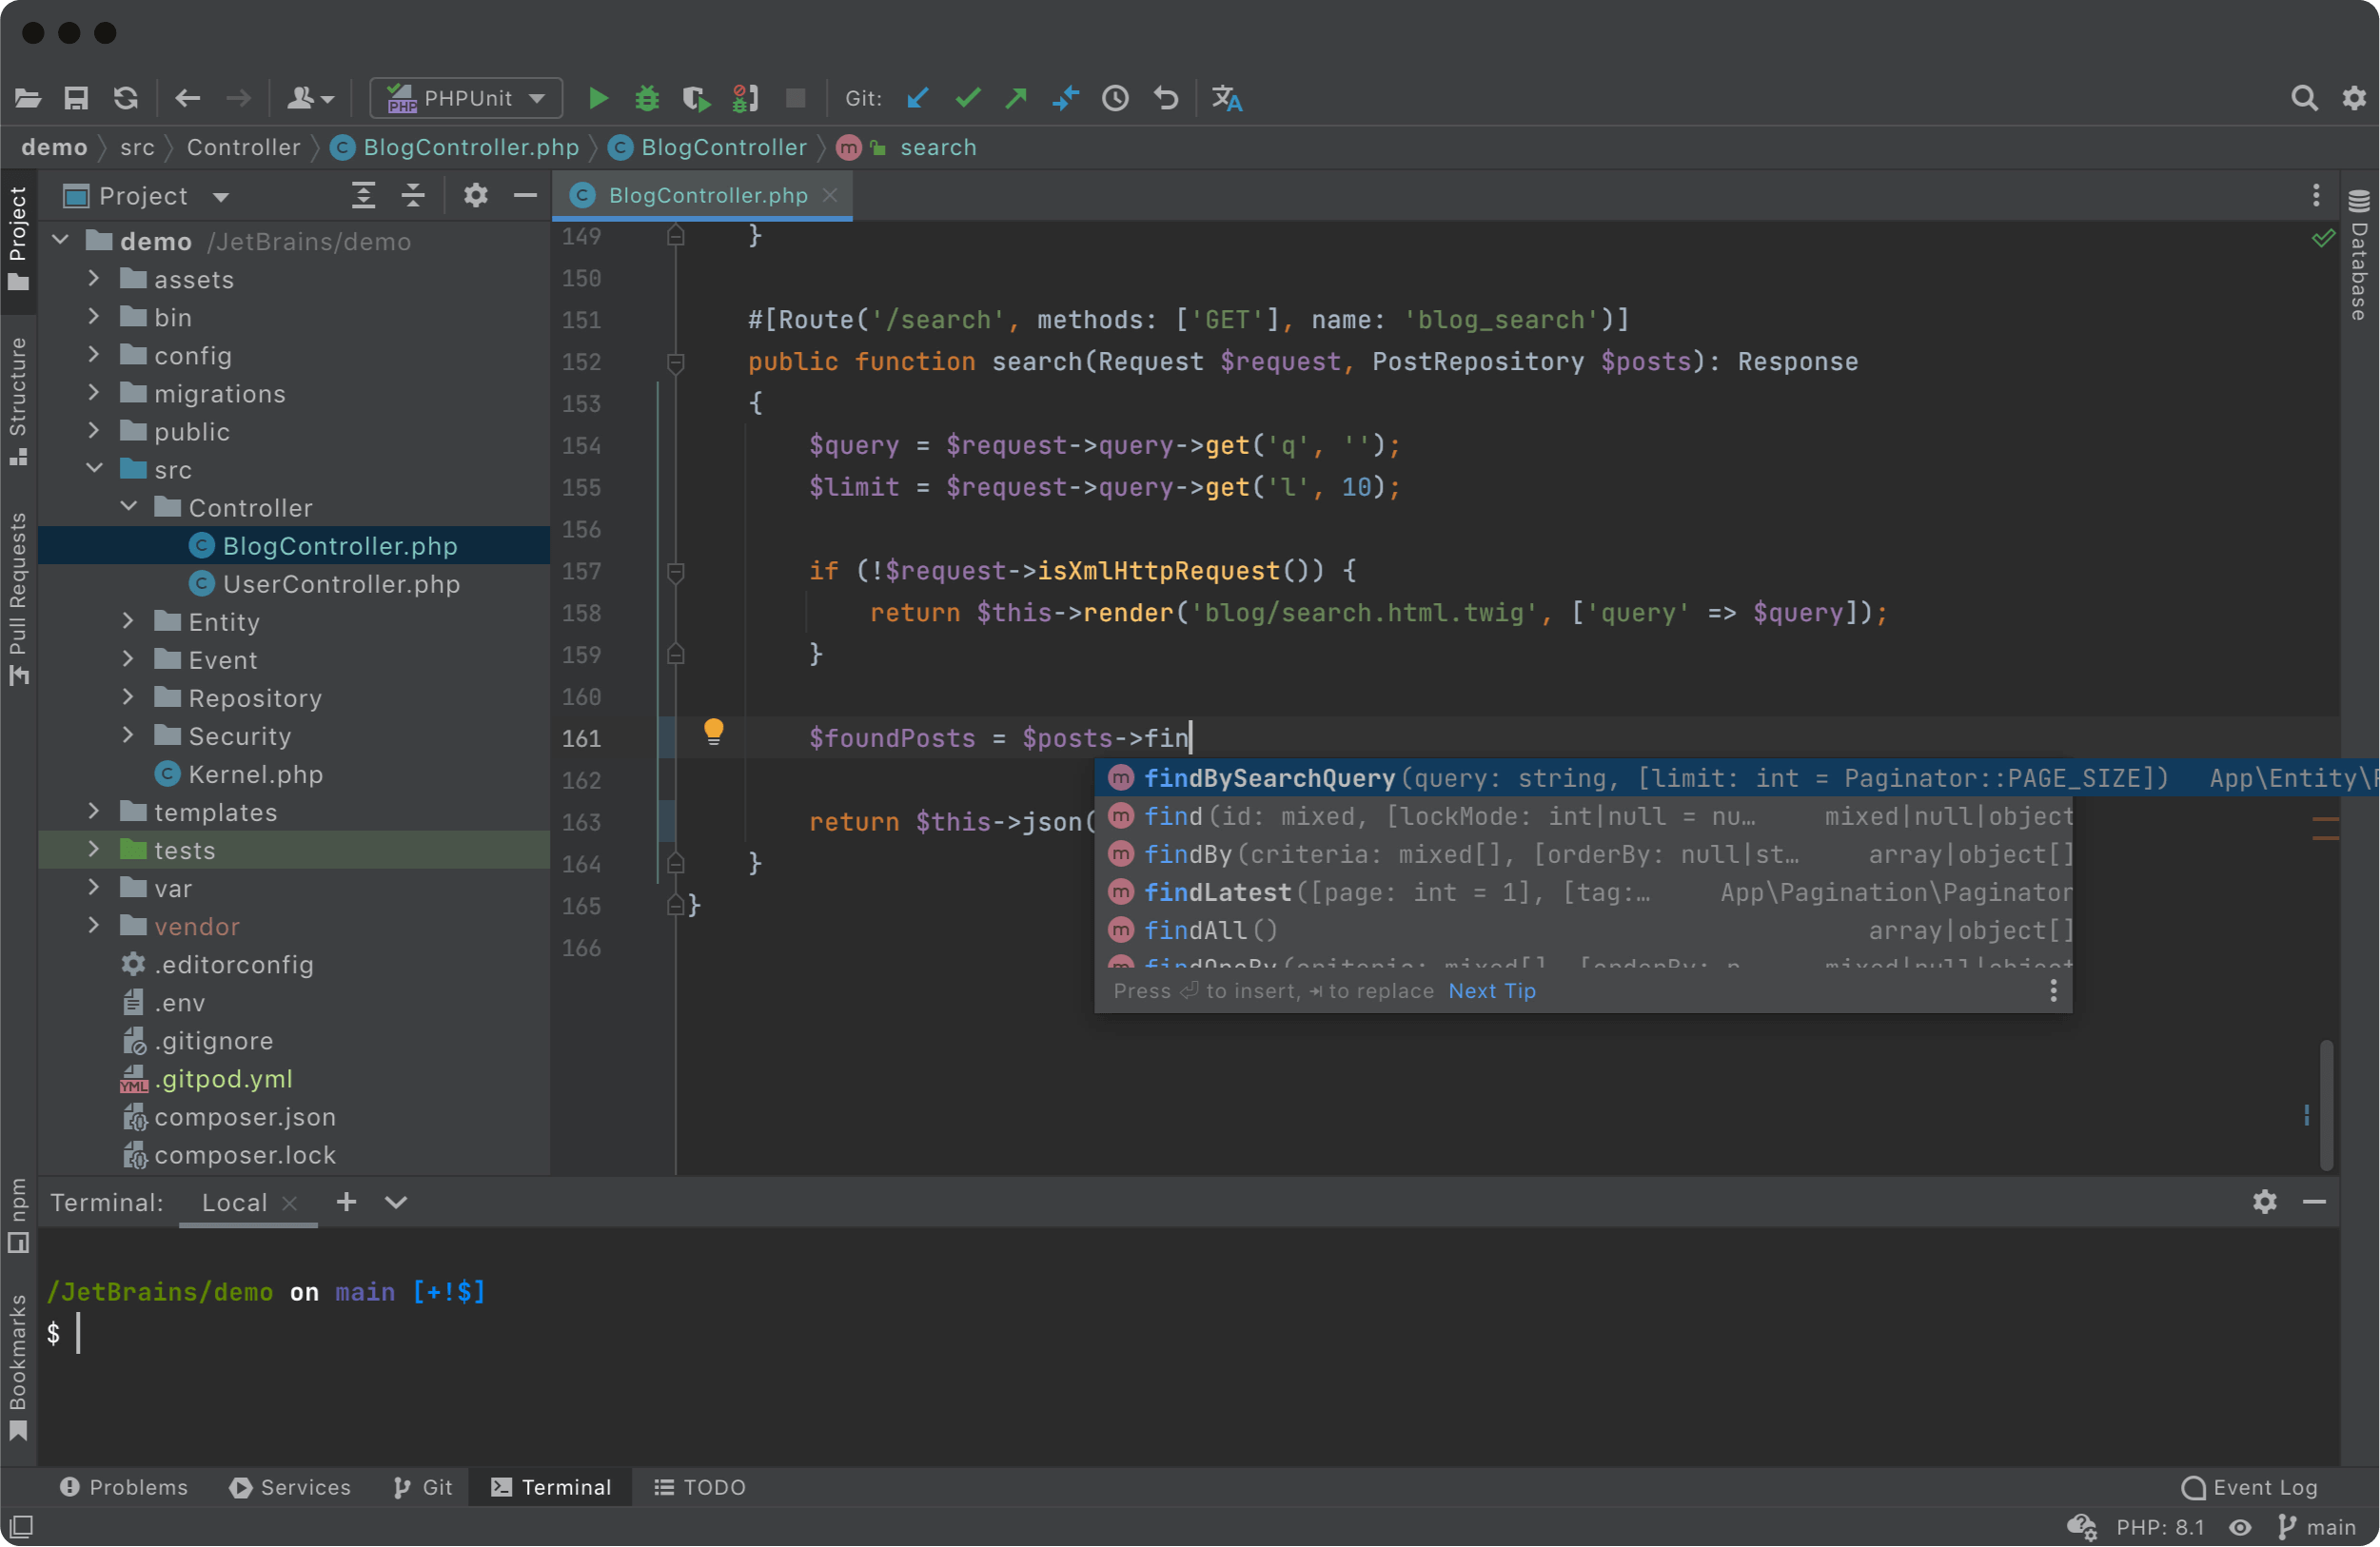 PHPUnit Git:
demo src Controller BlogController.php BlogController search
Project
Structure
Pull Requests
npm
Bookmarks
Project
demo /JetBrains/demo
assets
bin
config
migrations
public
src
Controller
BlogController.php
UserController.php
Entity
Event
Repository
Security
Kernel.php
templates
tests
var
vendor
.editorconfig
.env
.gitignore
.gitpod.yml
composer.json
composer.lock
BlogController.php
149 }
150
151 #[Route('/search', methods: ['GET'], name: 'blog_search')]
152 public function search(Request $request, PostRepository $posts): Response
153 {
154 $query = $request->query->get('q', '');
155 $limit = $request->query->get('l', 10);
156
157 if (!$request->isXmlHttpRequest()) {
158 return $this->render('blog/search.html.twig', ['query' => $query]);
159 }
160
161 $foundPosts = $posts->fin
162
163 return $this->json(
164 }
165 }
166
findBySearchQuery(query: string, [limit: int = Paginator::PAGE_SIZE]) App\Entity\
find(id: mixed, [lockMode: int|null = nu… mixed|null|object
findBy(criteria: mixed[], [orderBy: null|st… array|object[]
findLatest([page: int = 1], [tag:… App\Pagination\Paginator
findAll() array|object[]
findOneBy(criteria: mixed[], [orderBy: n… mixed|null|object
Press ⏎ to insert, ⇥ to replace Next Tip
Database
Terminal: Local
/JetBrains/demo on main [+!$]
$
Problems Services Git Terminal TODO Event Log
PHP: 8.1 main